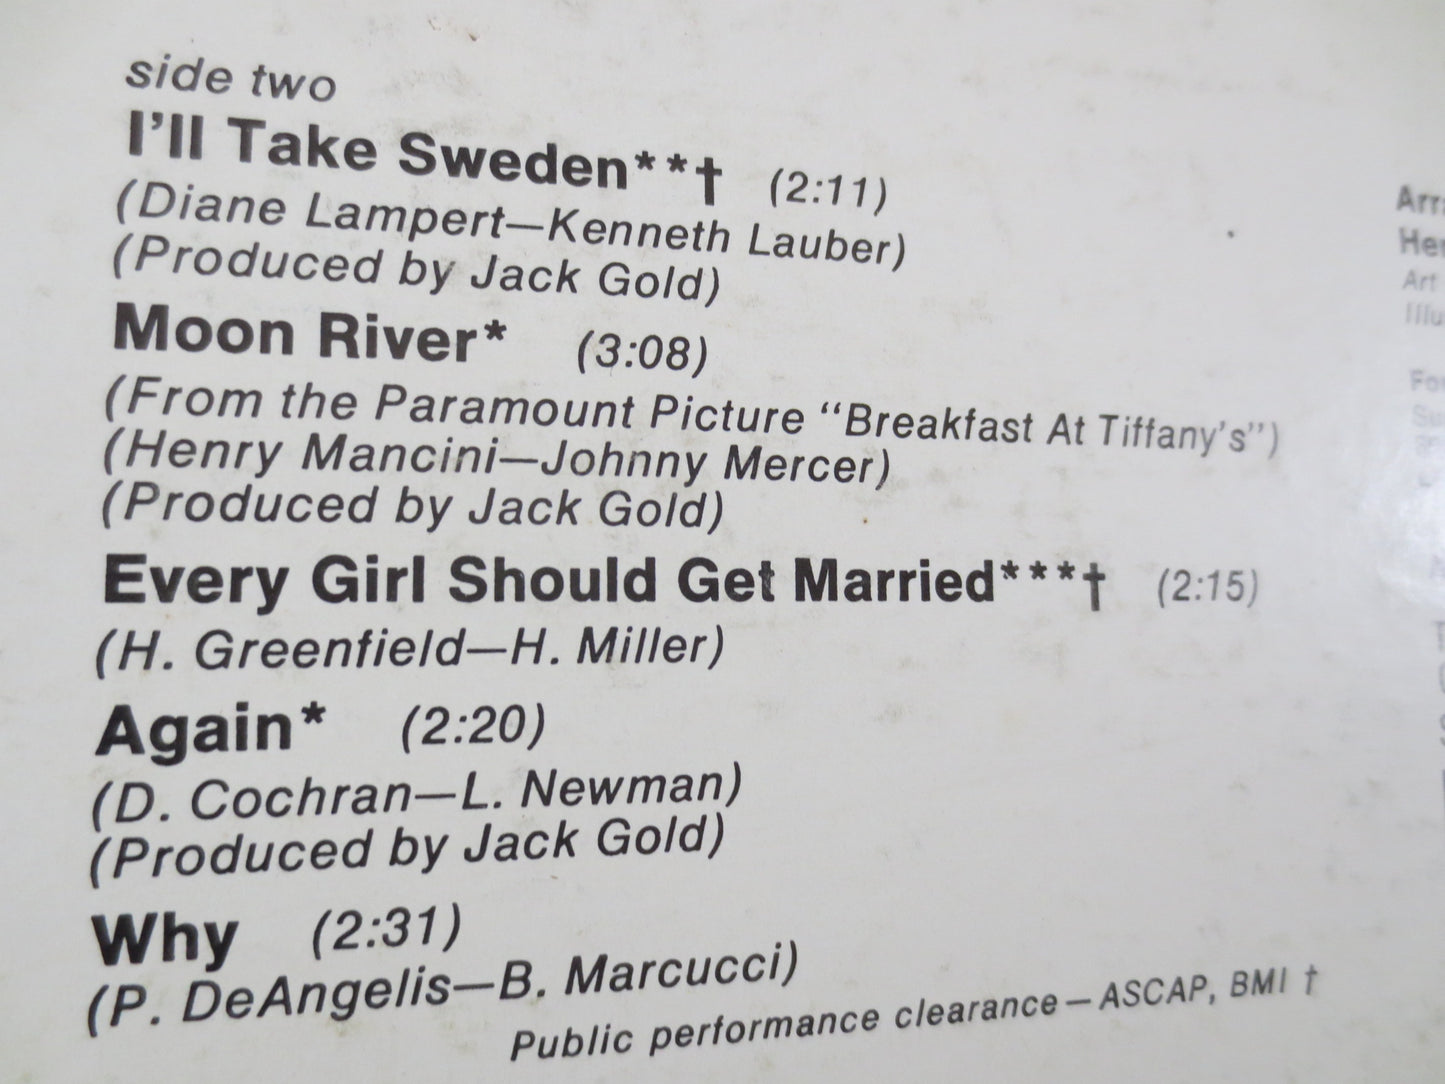 side two
I'll Take Sweden**† (2:11)
(Diane Lampert—Kenneth Lauber)
(Produced by Jack Gold)
Moon River* (3:08)
(From the Paramount Picture "Breakfast At Tiffany's")
(Henry Mancini—Johnny Mercer)
(Produced by Jack Gold)
Every Girl Should Get Married***† (2:15)
(H. Greenfield—H. Miller)
Again* (2:20)
(D. Cochran—L. Newman)
(Produced by Jack Gold)
Why (2:31)
(P. DeAngelis—B. Marcucci)
Public performance clearance—ASCAP, BMI †
Art